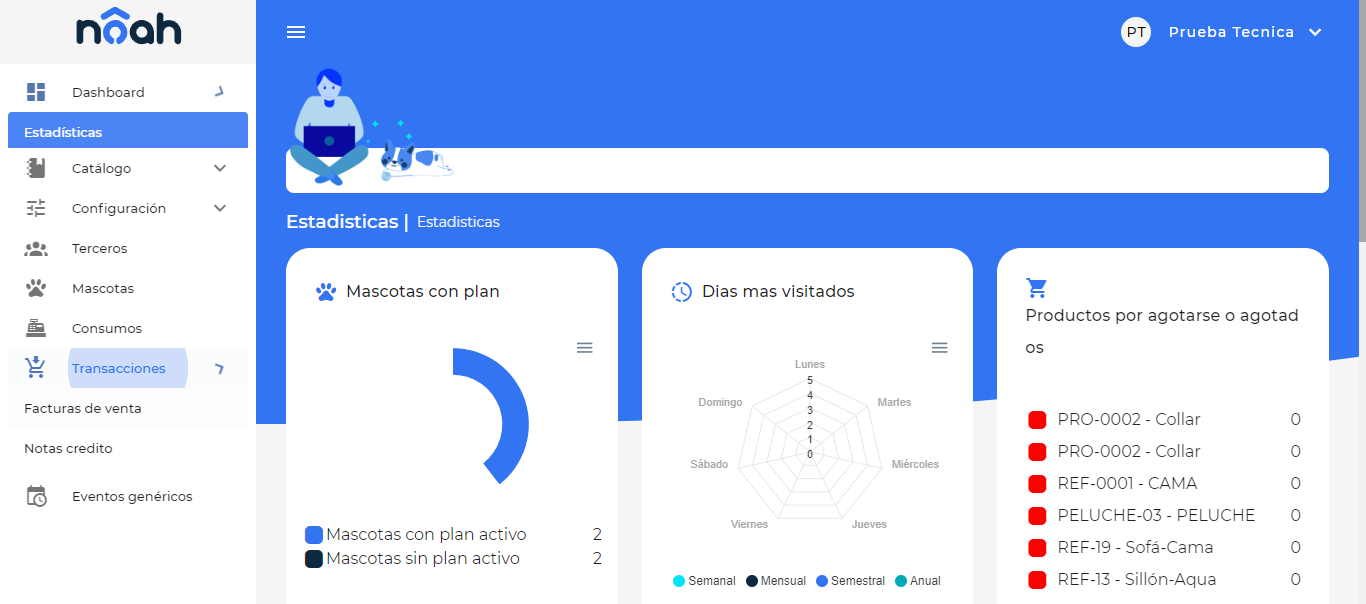 nôah
PT Prueba Tecnica
Dashboard
Estadísticas
Catálogo
Configuración
Terceros
Mascotas
Consumos
Transacciones
Facturas de venta
Notas credito
Eventos genéricos
Estadisticas | Estadisticas
Mascotas con plan
Mascotas con plan activo 2
Mascotas sin plan activo 2
Dias mas visitados
Lunes
Martes
Miércoles
Jueves
Viernes
Sábado
Domingo
5
4
3
2
1
0
Semanal Mensual Semestral Anual
Productos por agotarse o agotad
os
PRO-0002 - Collar 0
PRO-0002 - Collar 0
REF-0001 - CAMA 0
PELUCHE-03 - PELUCHE 0
REF-19 - Sofá-Cama 0
REF-13 - Sillón-Aqua 0